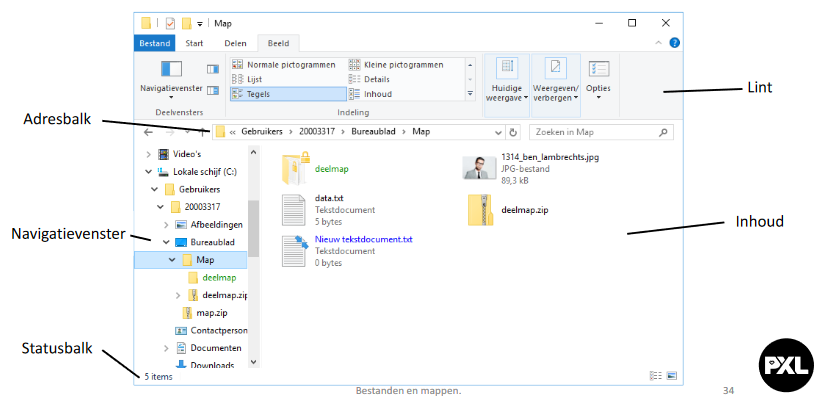 Map
Bestand Start Delen Beeld
Navigatievenster
Deelvensters
Normale pictogrammen
Kleine pictogrammen
Lijst
Details
Tegels
Inhoud
Indeling
Huidige
weergave
Weergeven/
verbergen
Opties
Lint
Adresbalk
« Gebruikers > 20003317 > Bureaublad > Map
Zoeken in Map
Video's
Lokale schijf (C:)
Gebruikers
20003317
Afbeeldingen
Bureaublad
Map
deelmap
deelmap.zip
map.zip
Contactperson
Documenten
Downloads
Navigatievenster
deelmap
1314_ben_lambrechts.jpg
JPG-bestand
89,3 kB
data.txt
Tekstdocument
5 bytes
deelmap.zip
Nieuw tekstdocument.txt
Tekstdocument
0 bytes
Inhoud
Statusbalk
5 items
Bestanden en mappen.
34
PXL